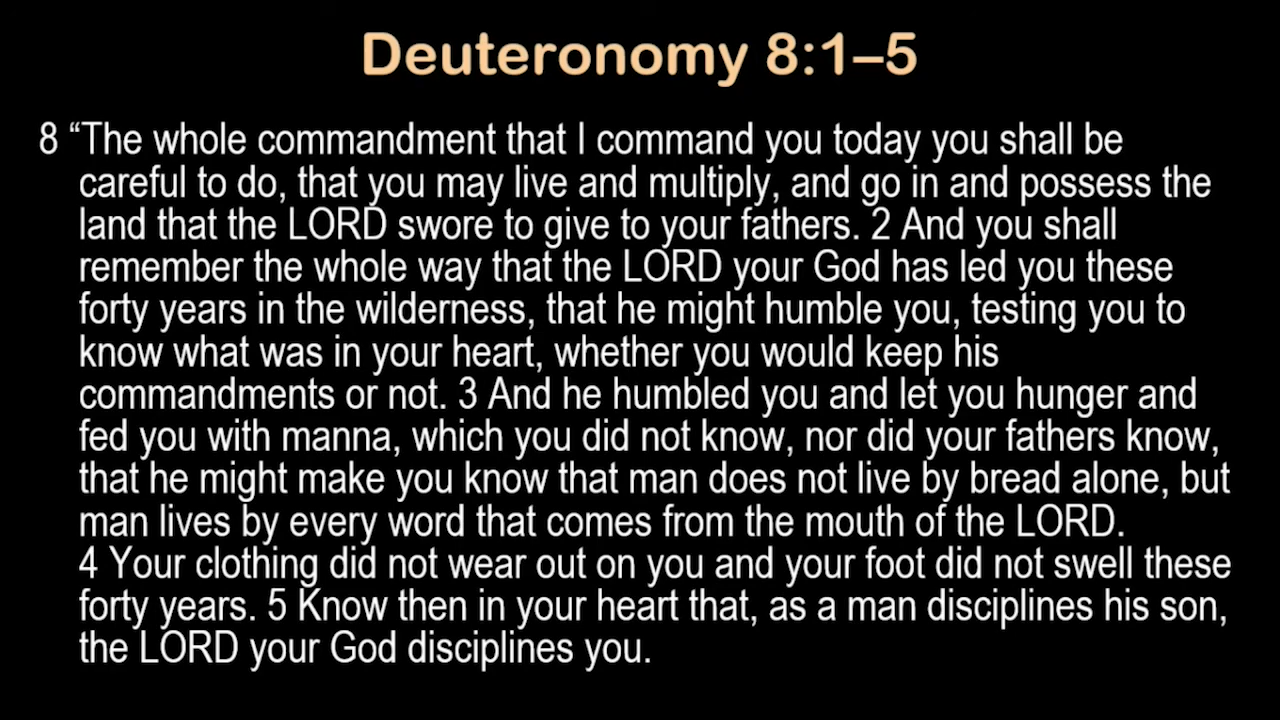 Deuteronomy 8:1–5
8 “The whole commandment that I command you today you shall be
careful to do, that you may live and multiply, and go in and possess the
land that the LORD swore to give to your fathers. 2 And you shall
remember the whole way that the LORD your God has led you these
forty years in the wilderness, that he might humble you, testing you to
know what was in your heart, whether you would keep his
commandments or not. 3 And he humbled you and let you hunger and
fed you with manna, which you did not know, nor did your fathers know,
that he might make you know that man does not live by bread alone, but
man lives by every word that comes from the mouth of the LORD.
4 Your clothing did not wear out on you and your foot did not swell these
forty years. 5 Know then in your heart that, as a man disciplines his son,
the LORD your God disciplines you.